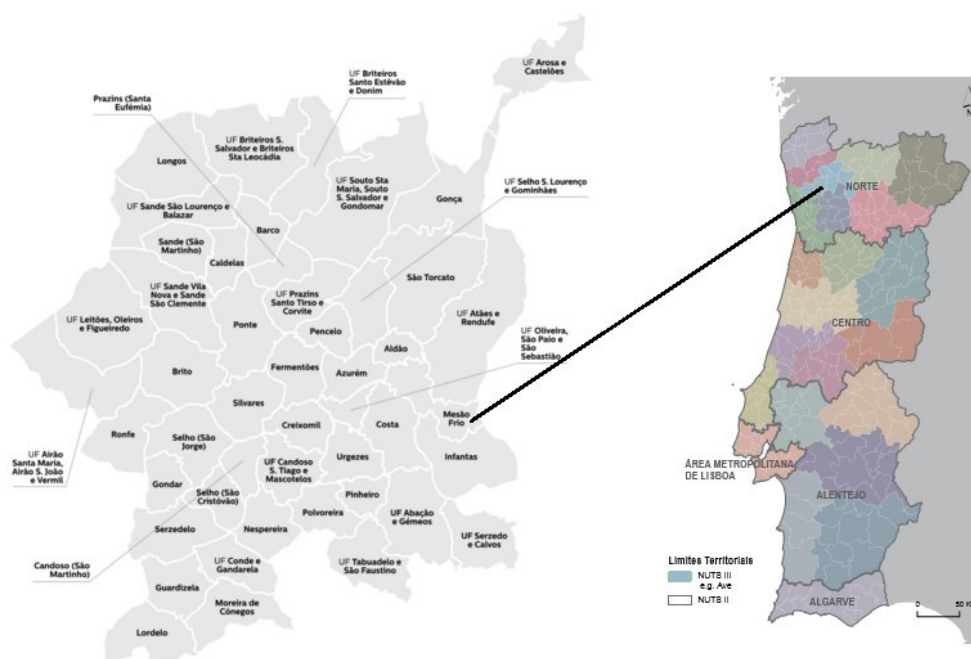 UF Arosa e
Castelões
UF Briteiros
Santo Estêvão
e Donim
Prazins (Santa
Eufémia)
UF Briteiros S.
Salvador e Briteiros
Sta Leocádia
Longos
UF Souto Sta
Maria, Souto
S. Salvador e
Gondomar
UF Selho S. Lourenço
e Gominhães
Gonça
UF Sande São Lourenço e
Balazar
Barco
Sande (São
Martinho)
Caldelas
São Torcato
UF Sande Vila
Nova e Sande
São Clemente
UF Prazins
Santo Tirso e
Corvite
UF Leitões, Oleiros
e Figueiredo
Ponte
Pencelo
UF Atães e
Rendufe
UF Oliveira,
São Paio e
São
Sebastião
Aldão
Brito
Fermentões
Azurém
Silvares
Mesão
Frio
Creixomil
Costa
Ronfe
Selho (São
Jorge)
UF Airão
Santa Maria,
Airão S. João
e Vermil
Urgezes
Infantas
UF Candoso
S. Tiago e
Mascotelos
Gondar
Selho (São
Cristóvão)
Pinheiro
Polvoreira
UF Abação
e Gémeos
Serzedelo
Nespereira
UF Serzedo
e Calvos
Candoso (São
Martinho)
UF Conde e
Gandarela
UF Tabuadelo e
São Faustino
Guardizela
Moreira de
Cónegos
Lordelo
N
NORTE
CENTRO
ÁREA METROPOLITANA
DE LISBOA
ALENTEJO
ALGARVE
Limites Territoriais
NUTS III
e.g. Ave
NUTS II
0 50 K